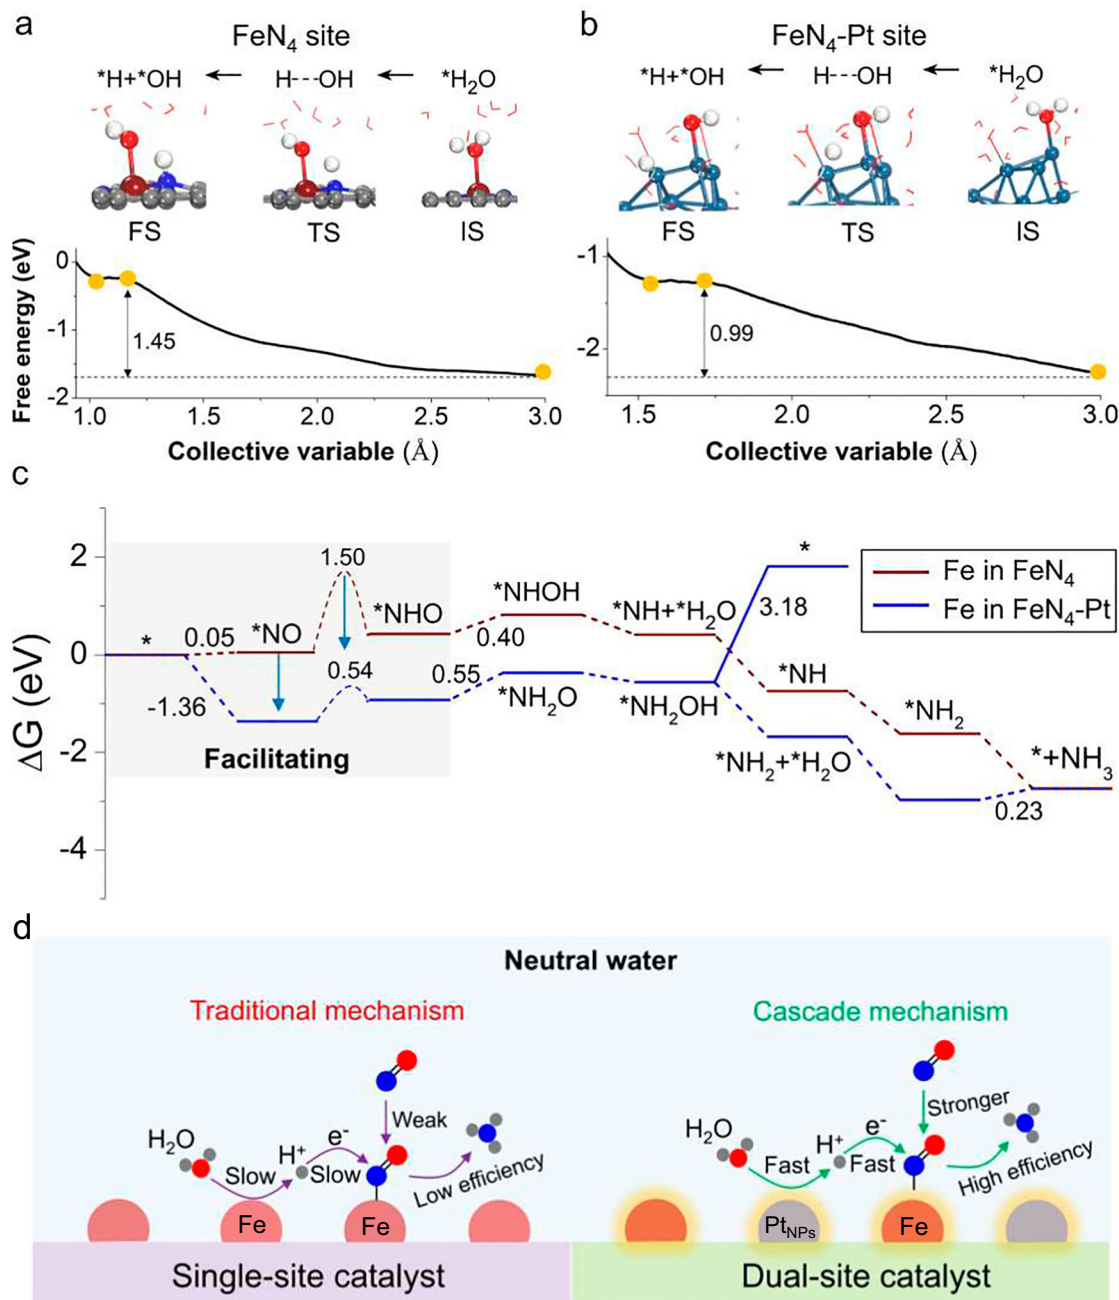 a
FeN4 site
*H+*OH ← H---OH ← *H2O
FS TS IS
Free energy (eV)
0
-1
-2
1.45
1.0 1.5 2.0 2.5 3.0
Collective variable (Å)
b
FeN4-Pt site
*H+*OH ← H---OH ← *H2O
FS TS IS
-1
-2
0.99
1.5 2.0 2.5 3.0
Collective variable (Å)
c
ΔG (eV)
2
0
-2
-4
* 0.05 *NO 1.50 *NHO 0.40 *NHOH *NH+*H2O *NH *NH2 *+NH3
-1.36 0.54 0.55 *NH2O *NH2OH 3.18 * *NH2+*H2O 0.23
Facilitating
Fe in FeN4
Fe in FeN4-Pt
d
Neutral water
Traditional mechanism
H2O Slow H+ e- Slow Weak Low efficiency
Fe Fe
Single-site catalyst
Cascade mechanism
H2O Fast H+ e- Fast Stronger High efficiency
PtNPs Fe
Dual-site catalyst